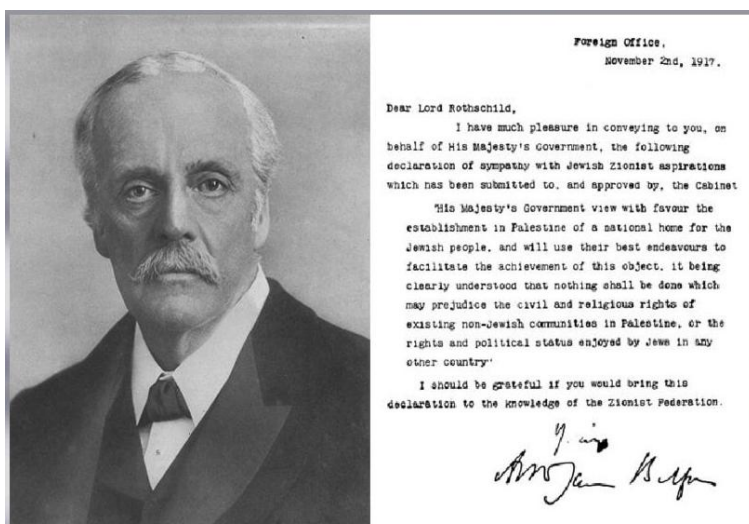 Foreign Office,
November 2nd, 1917.
Dear Lord Rothschild,
I have much pleasure in conveying to you, on
behalf of His Majesty's Government, the following
declaration of sympathy with Jewish Zionist aspirations
which has been submitted to, and approved by, the Cabinet
"His Majesty's Government view with favour the
establishment in Palestine of a national home for the
Jewish people, and will use their best endeavours to
facilitate the achievement of this object, it being
clearly understood that nothing shall be done which
may prejudice the civil and religious rights of
existing non-Jewish communities in Palestine, or the
rights and political status enjoyed by Jews in any
other country"
I should be grateful if you would bring this
declaration to the knowledge of the Zionist Federation.